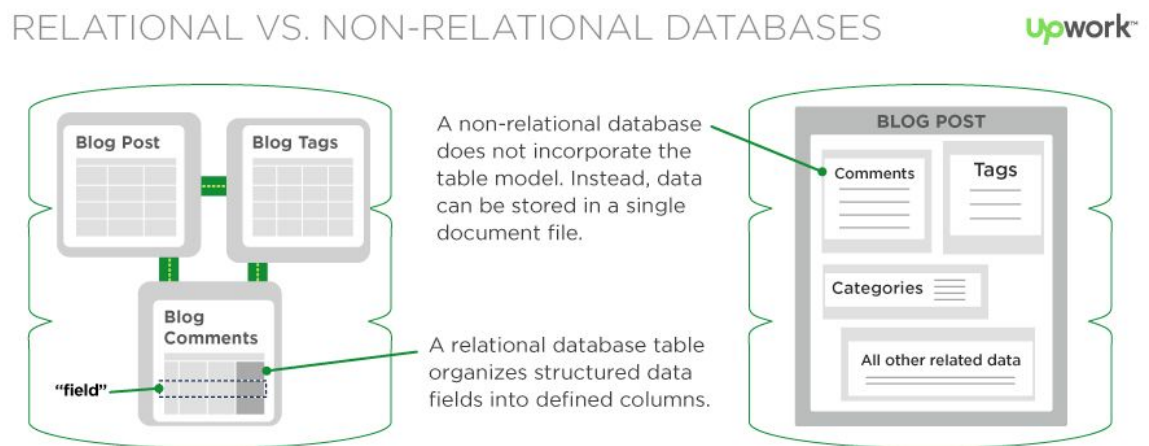 RELATIONAL VS. NON-RELATIONAL DATABASES
upwork™
Blog Post
Blog Tags
Blog
Comments
"field"
A non-relational database
does not incorporate the
table model. Instead, data
can be stored in a single
document file.
A relational database table
organizes structured data
fields into defined columns.
BLOG POST
Comments
Tags
Categories
All other related data